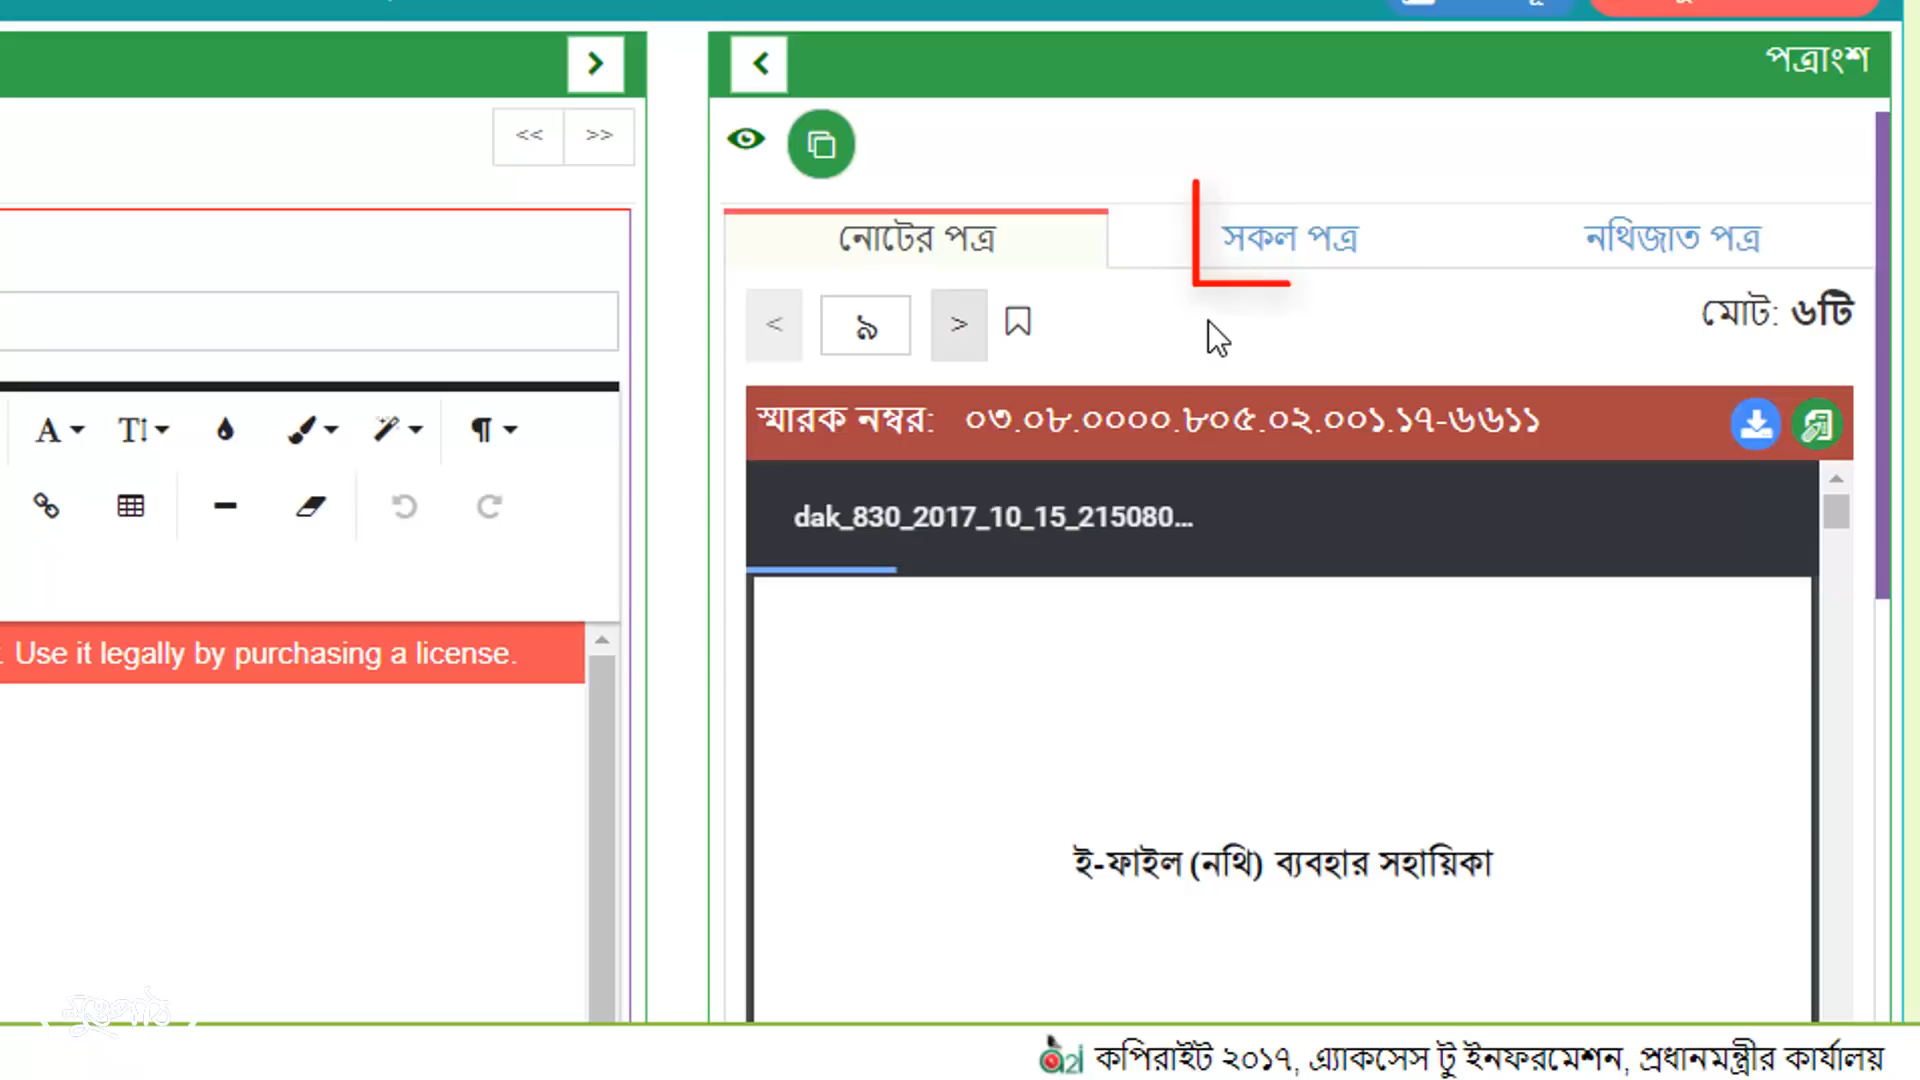 পত্রাংশ
<< >>
নোটের পত্র সকল পত্র নথিজাত পত্র
< ৯ > মোট: ৬টি
স্মারক নম্বর: ০৩.০৮.০০০০.৮০৫.০২.০০১.১৭-৬৬১১
dak_830_2017_10_15_215080...
. Use it legally by purchasing a license.
ই-ফাইল (নথি) ব্যবহার সহায়িকা
মুক্তপাঠ
a2i কপিরাইট ২০১৭, এ্যাকসেস টু ইনফরমেশন, প্রধানমন্ত্রীর কার্যালয়